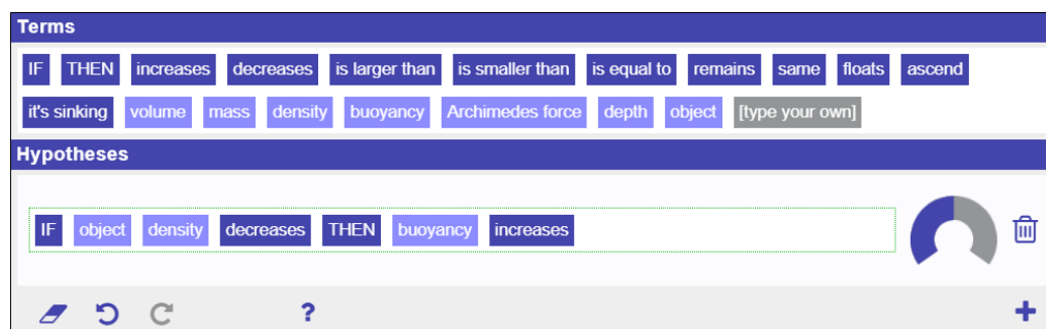 Terms
IF THEN increases decreases is larger than is smaller than is equal to remains same floats ascend
it's sinking volume mass density buoyancy Archimedes force depth object [type your own]
Hypotheses
IF object density decreases THEN buoyancy increases
?